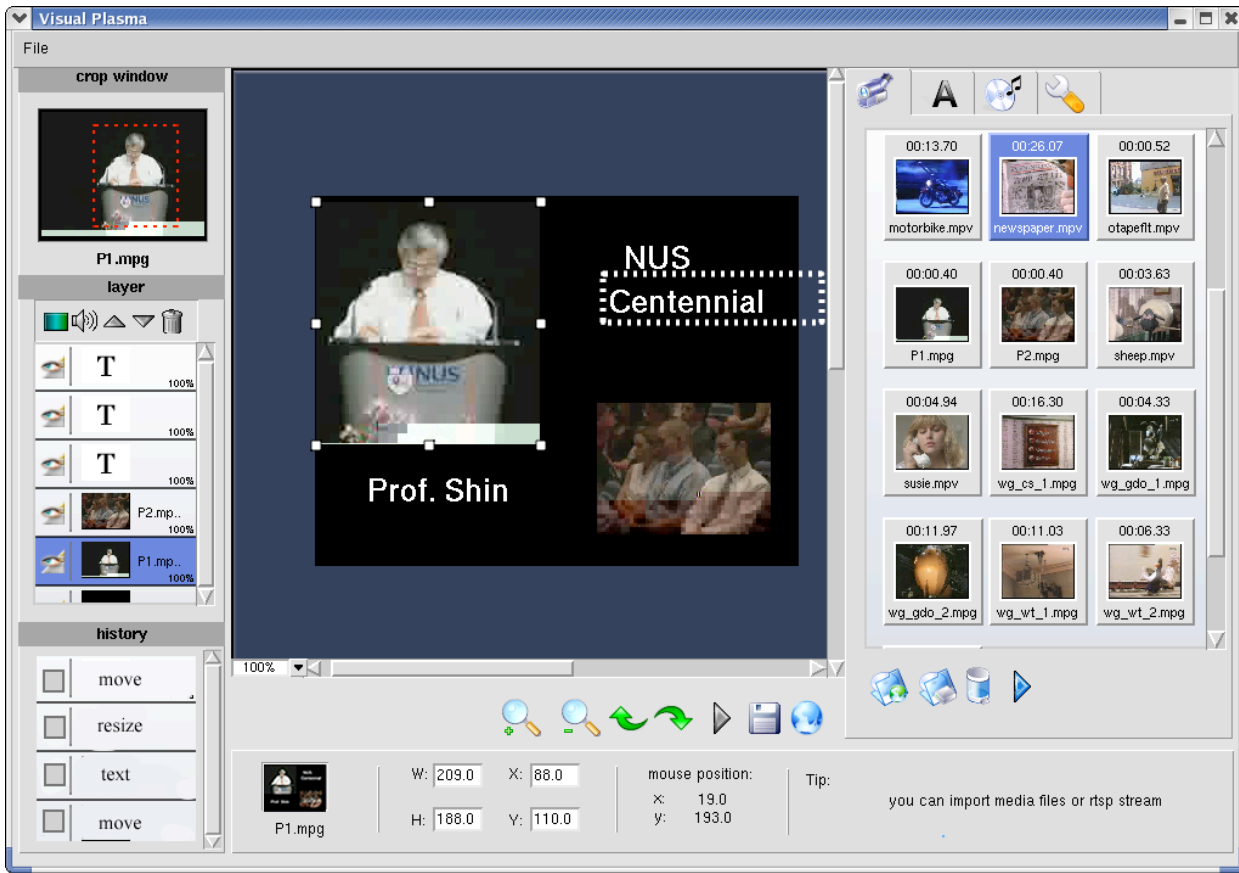 Visual Plasma
File
crop window
P1.mpg
layer
T
100%
T
100%
T
100%
P2.mp..
100%
P1.mp..
100%
history
move
resize
text
move
NUS
NUS
Centennial
NUS
Prof. Shin
100%
A
00:13.70
motorbike.mpv
00:26.07
newspaper.mpv
00:00.52
otapeflt.mpv
00:00.40
P1.mpg
00:00.40
P2.mpg
00:03.63
sheep.mpv
00:04.94
susie.mpv
00:16.30
wg_cs_1.mpg
00:04.33
wg_gdo_1.mpg
00:11.97
wg_gdo_2.mpg
00:11.03
wg_wt_1.mpg
00:06.33
wg_wt_2.mpg
P1.mpg
W: 209.0 X: 88.0
H: 188.0 Y: 110.0
mouse position:
x: 19.0
y: 193.0
Tip:
you can import media files or rtsp stream